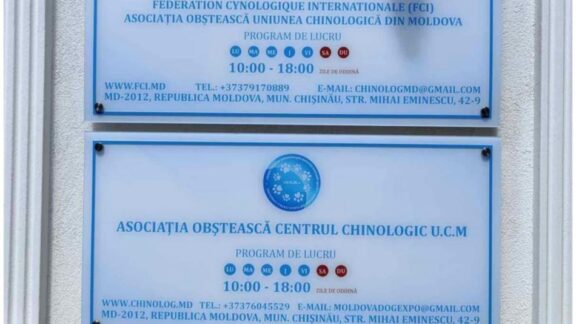 FEDERATION CYNOLOGIQUE INTERNATIONALE (FCI)
ASOCIAȚIA OBȘTEASCĂ UNIUNEA CHINOLOGICĂ DIN MOLDOVA
PROGRAM DE LUCRU
LU MA ME J VI SA DU
10:00 - 18:00 ZILE DE ODIHNĂ
WWW.FCI.MD TEL.: +37379170889 E-MAIL: CHINOLOGMD@GMAIL.COM
MD-2012, REPUBLICA MOLDOVA, MUN. CHIȘINĂU, STR. MIHAI EMINESCU, 42-9
ASOCIAȚIA OBȘTEASCĂ CENTRUL CHINOLOGIC U.C.M
PROGRAM DE LUCRU
LU MA ME J VI SA DU
10:00 - 18:00 ZILE DE ODIHNĂ
WWW.CHINOLOG.MD TEL.: +37376045529 E-MAIL: MOLDOVADOGEXPO@GMAIL.COM
MD-2012, REPUBLICA MOLDOVA, MUN. CHIȘINĂU, STR. MIHAI EMINESCU, 42-9